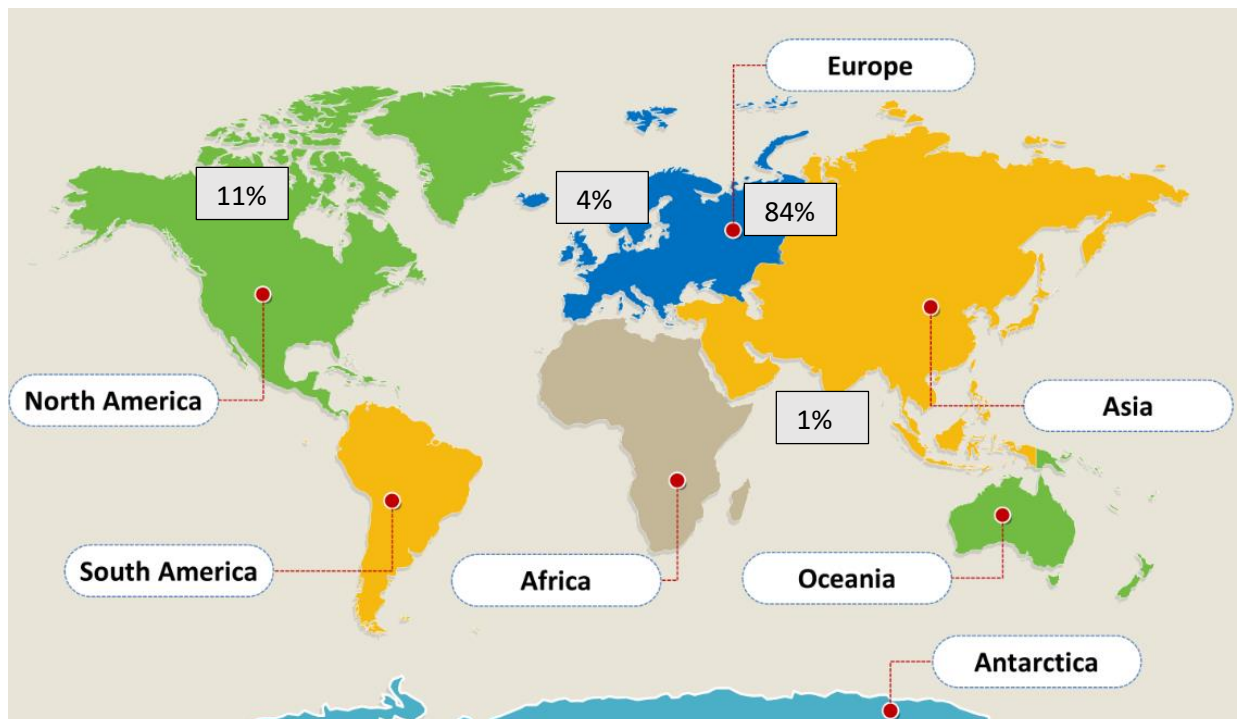 Europe
11%
4%
84%
North America
1%
Asia
South America
Africa
Oceania
Antarctica